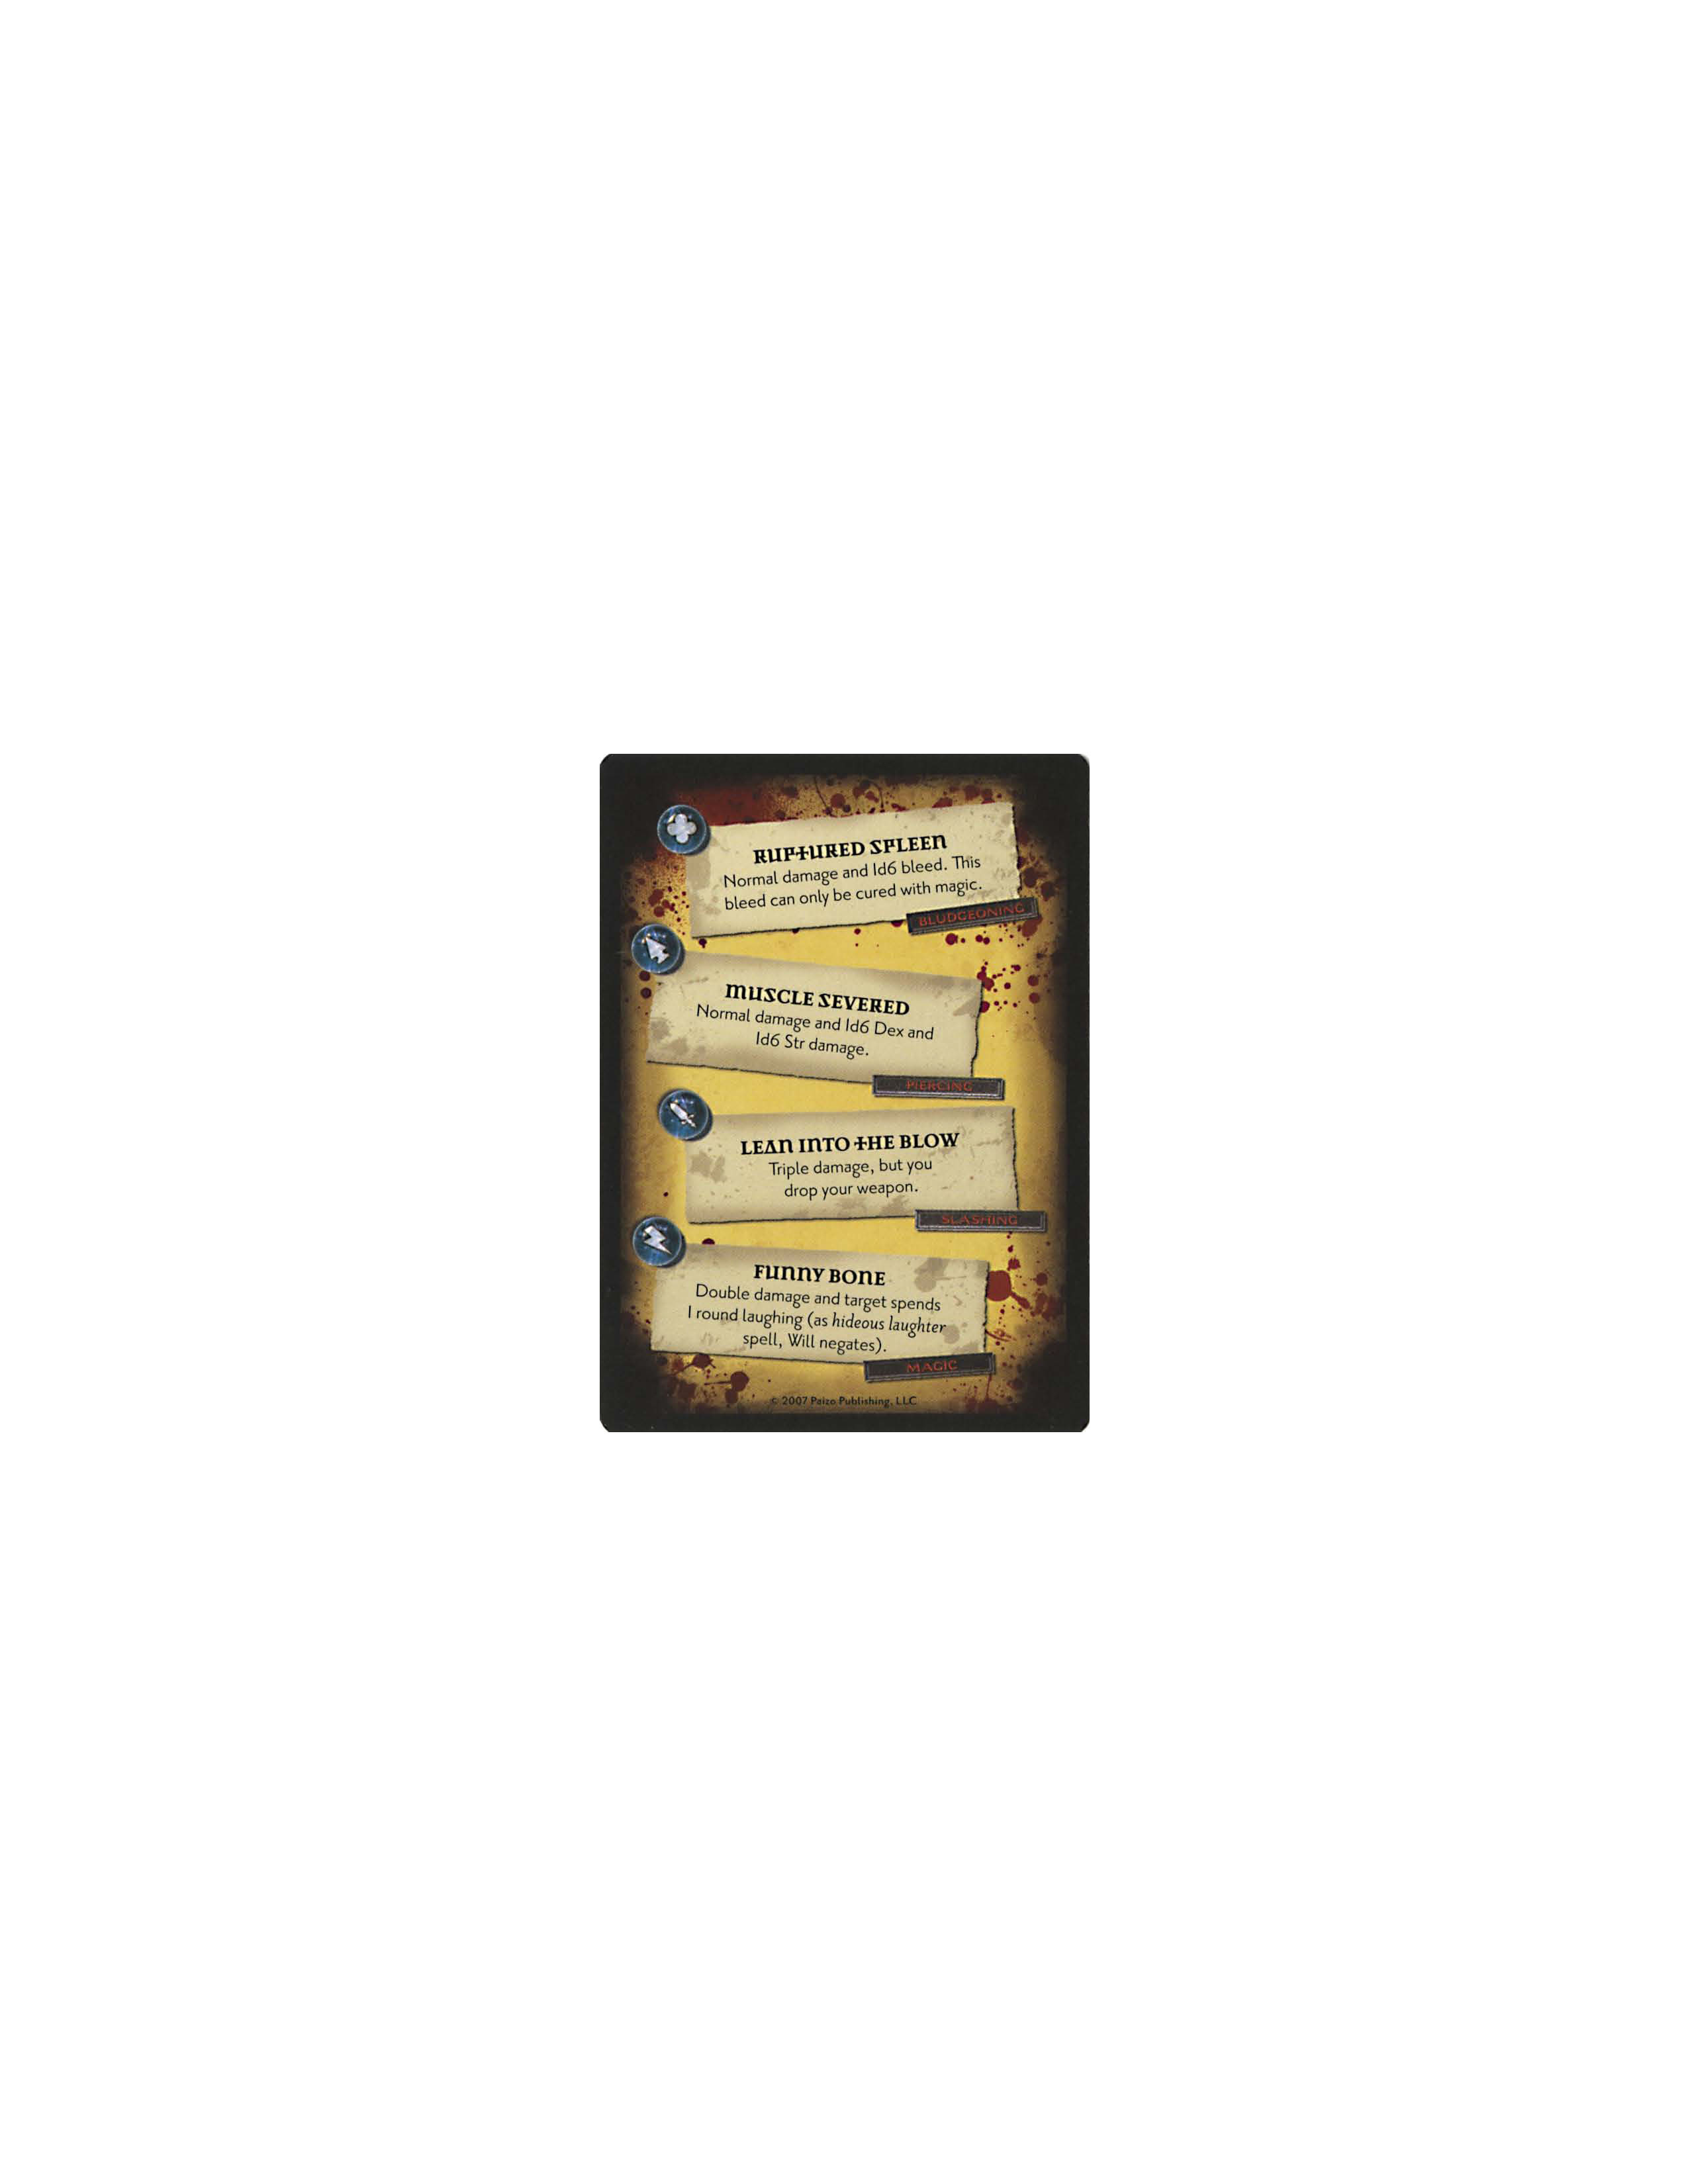 RUPTURED SPLEEN
Normal damage and 1d6 bleed. This
bleed can only be cured with magic.
BLUDGEONING
MUSCLE SEVERED
Normal damage and 1d6 Dex and
1d6 Str damage.
PIERCING
LEAN INTO THE BLOW
Triple damage, but you
drop your weapon.
SLASHING
FUNNY BONE
Double damage and target spends
1 round laughing (as hideous laughter
spell, Will negates).
MAGIC
© 2007 Paizo Publishing, LLC